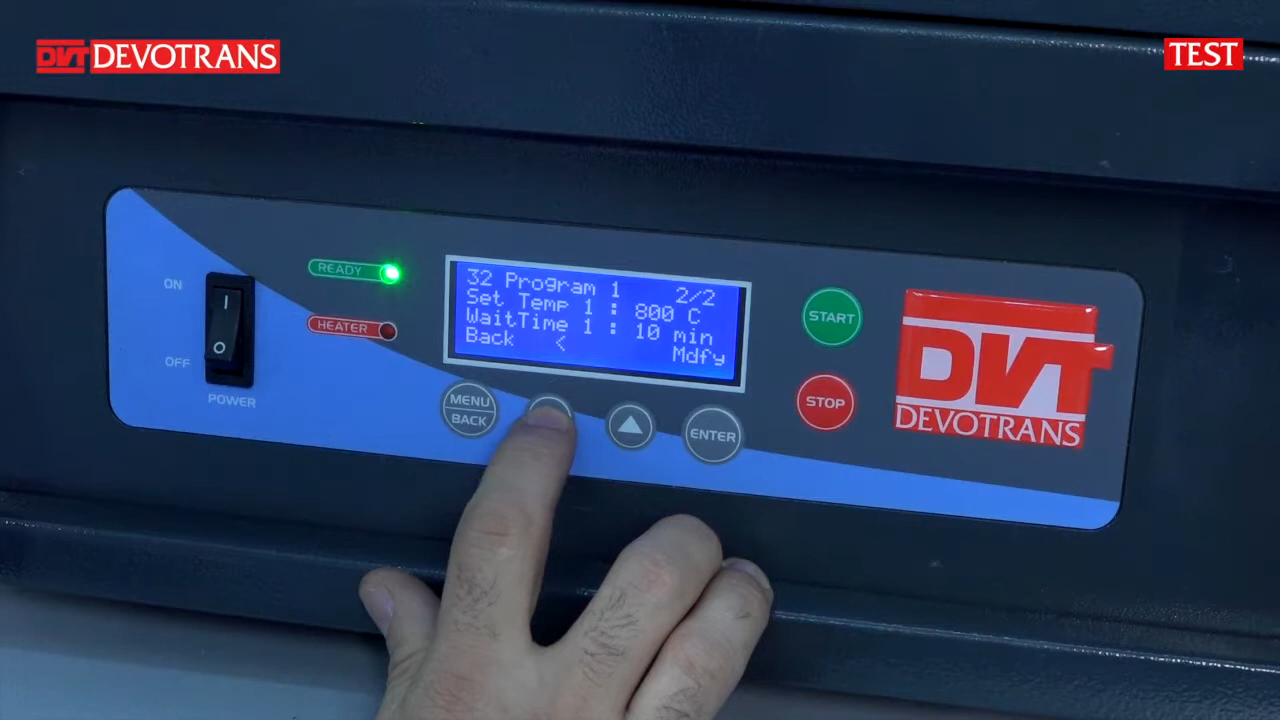 DVT DEVOTRANS
TEST
ON
OFF
POWER
READY
HEATER
32 Program 1 2/2
Set Temp 1 : 800 C
WaitTime 1 : 10 min
Back < Mdfy
MENU
BACK
ENTER
START
STOP
DVT
DEVOTRANS